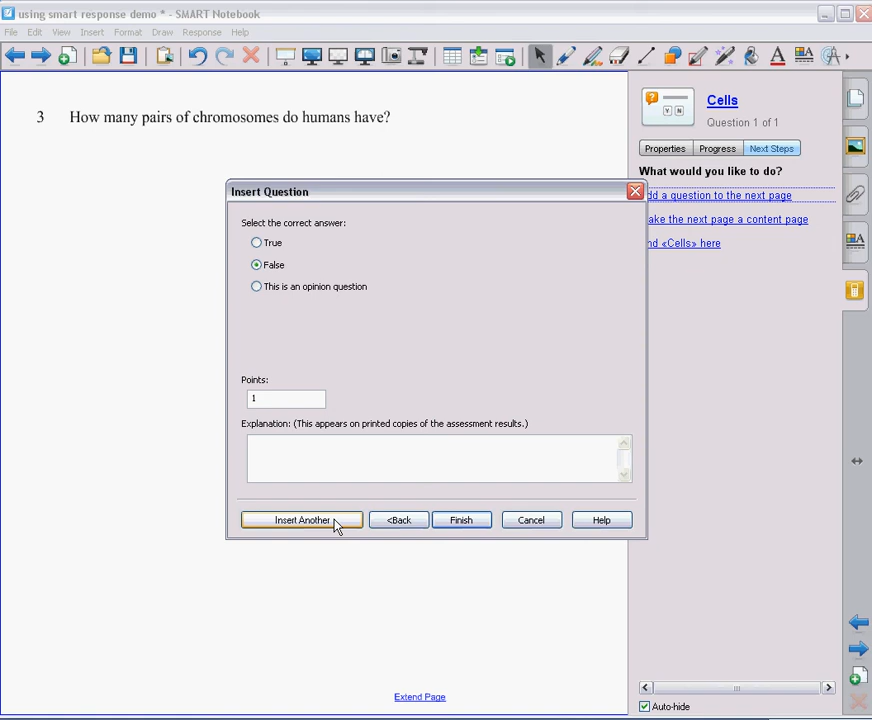 using smart response demo * - SMART Notebook
File Edit View Insert Format Draw Response Help
3 How many pairs of chromosomes do humans have?
Cells
Question 1 of 1
Y N
Properties Progress Next Steps
What would you like to do?
dd a question to the next page
ake the next page a content page
nd «Cells» here
Insert Question
Select the correct answer:
True
False
This is an opinion question
Points:
1
Explanation: (This appears on printed copies of the assessment results.)
Insert Another <Back Finish Cancel Help
Extend Page
Auto-hide